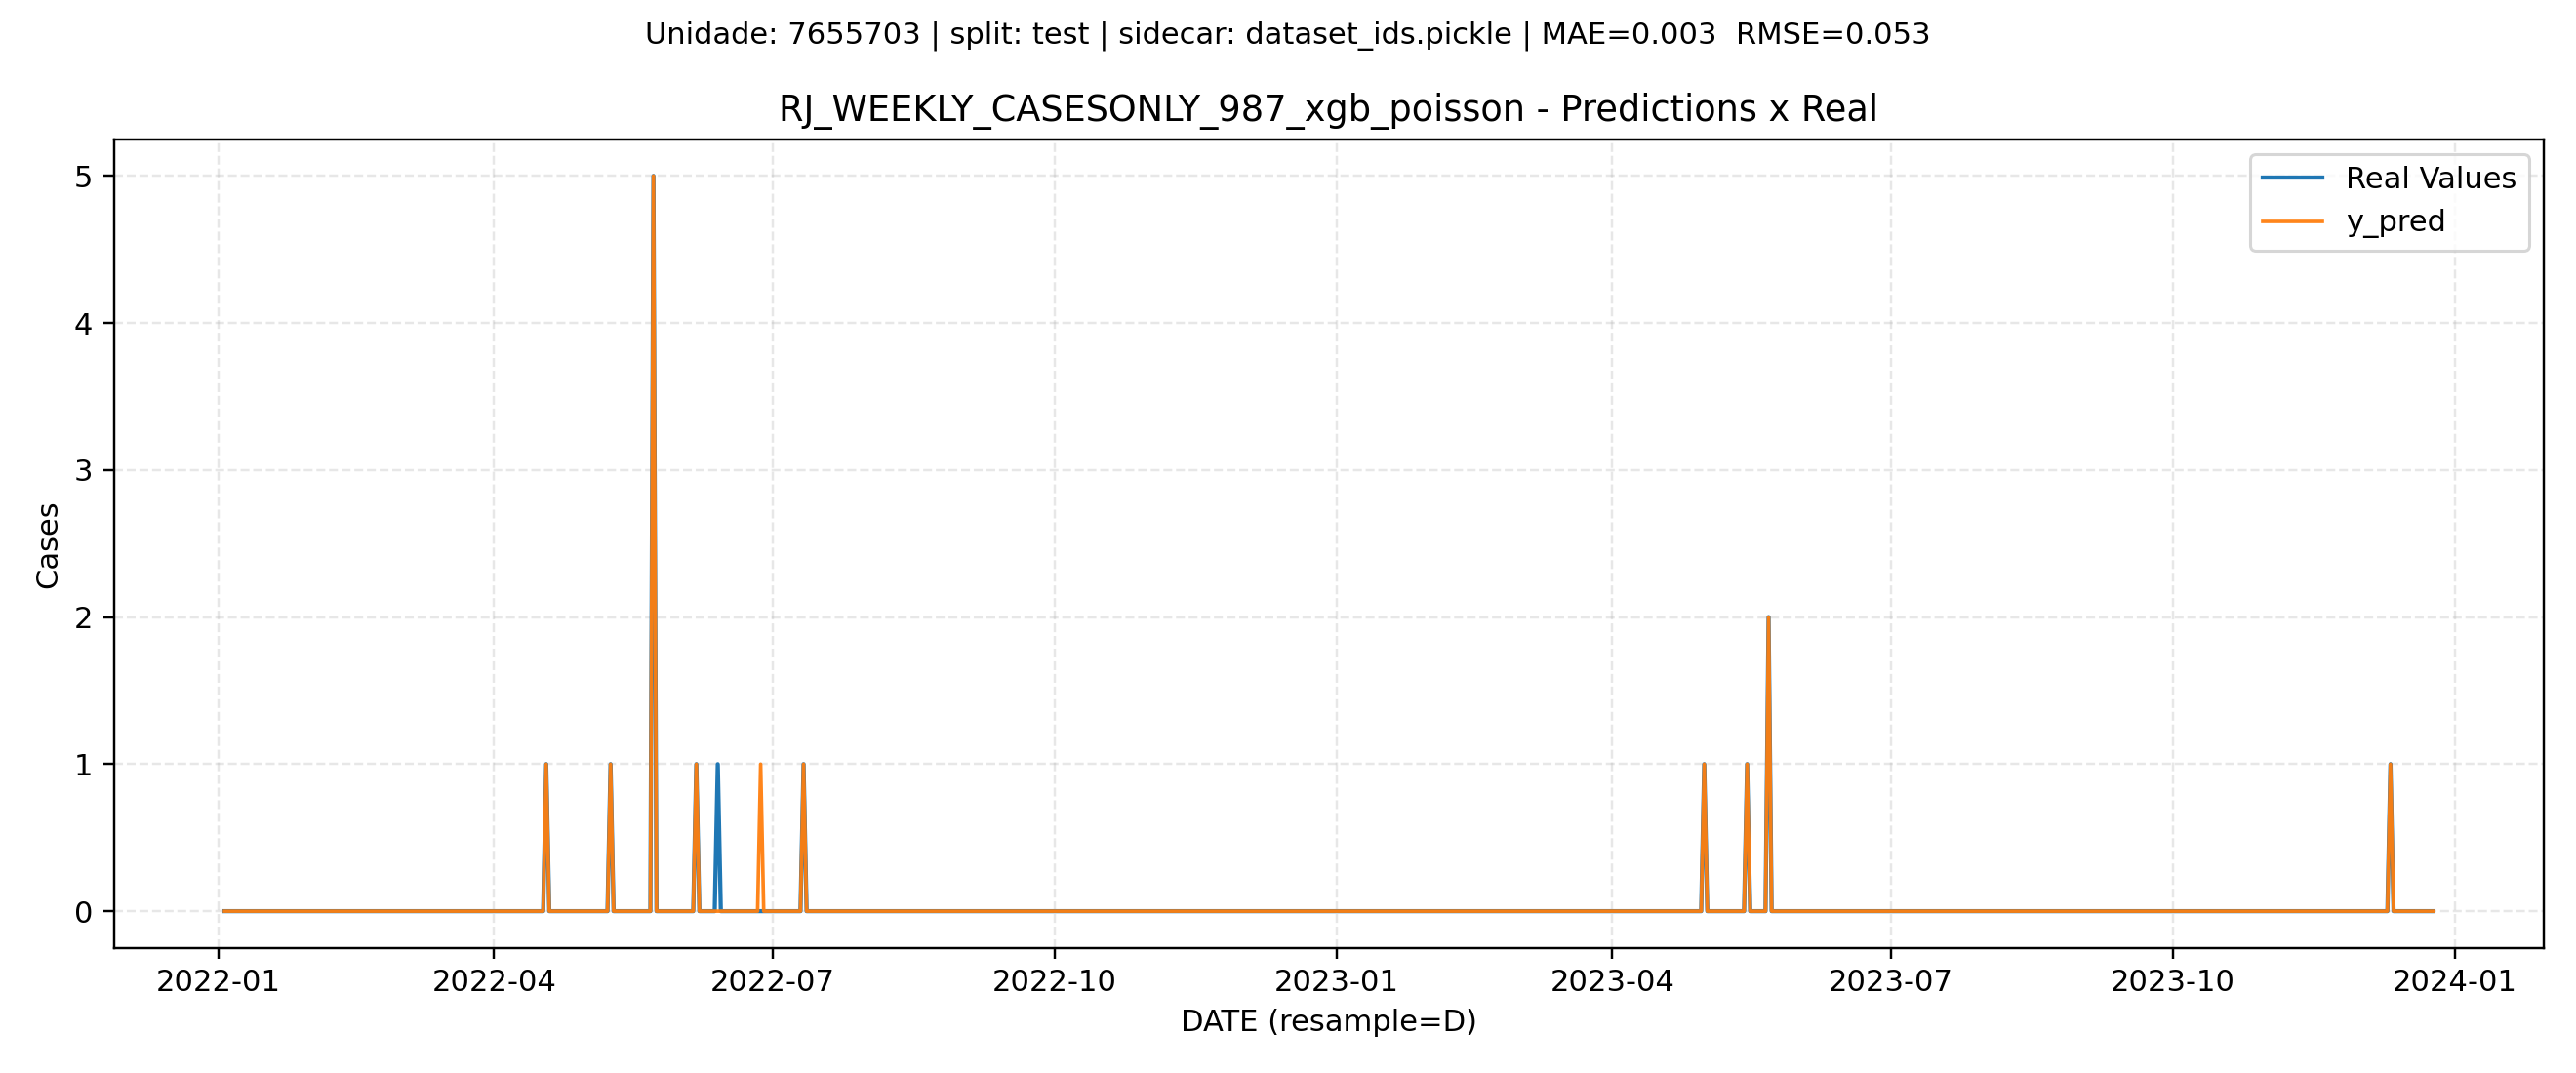 Unidade: 7655703 | split: test | sidecar: dataset_ids.pickle | MAE=0.003  RMSE=0.053
RJ_WEEKLY_CASESONLY_987_xgb_poisson - Predictions x Real
Real Values
y_pred
5
4
3
2
1
0
Cases
2022-01
2022-04
2022-07
2022-10
2023-01
2023-04
2023-07
2023-10
2024-01
DATE (resample=D)